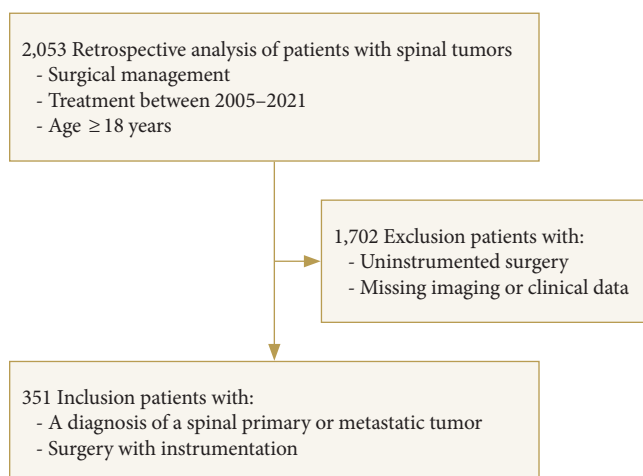 2,053 Retrospective analysis of patients with spinal tumors
- Surgical management
- Treatment between 2005–2021
- Age ≥ 18 years
1,702 Exclusion patients with:
- Uninstrumented surgery
- Missing imaging or clinical data
351 Inclusion patients with:
- A diagnosis of a spinal primary or metastatic tumor
- Surgery with instrumentation